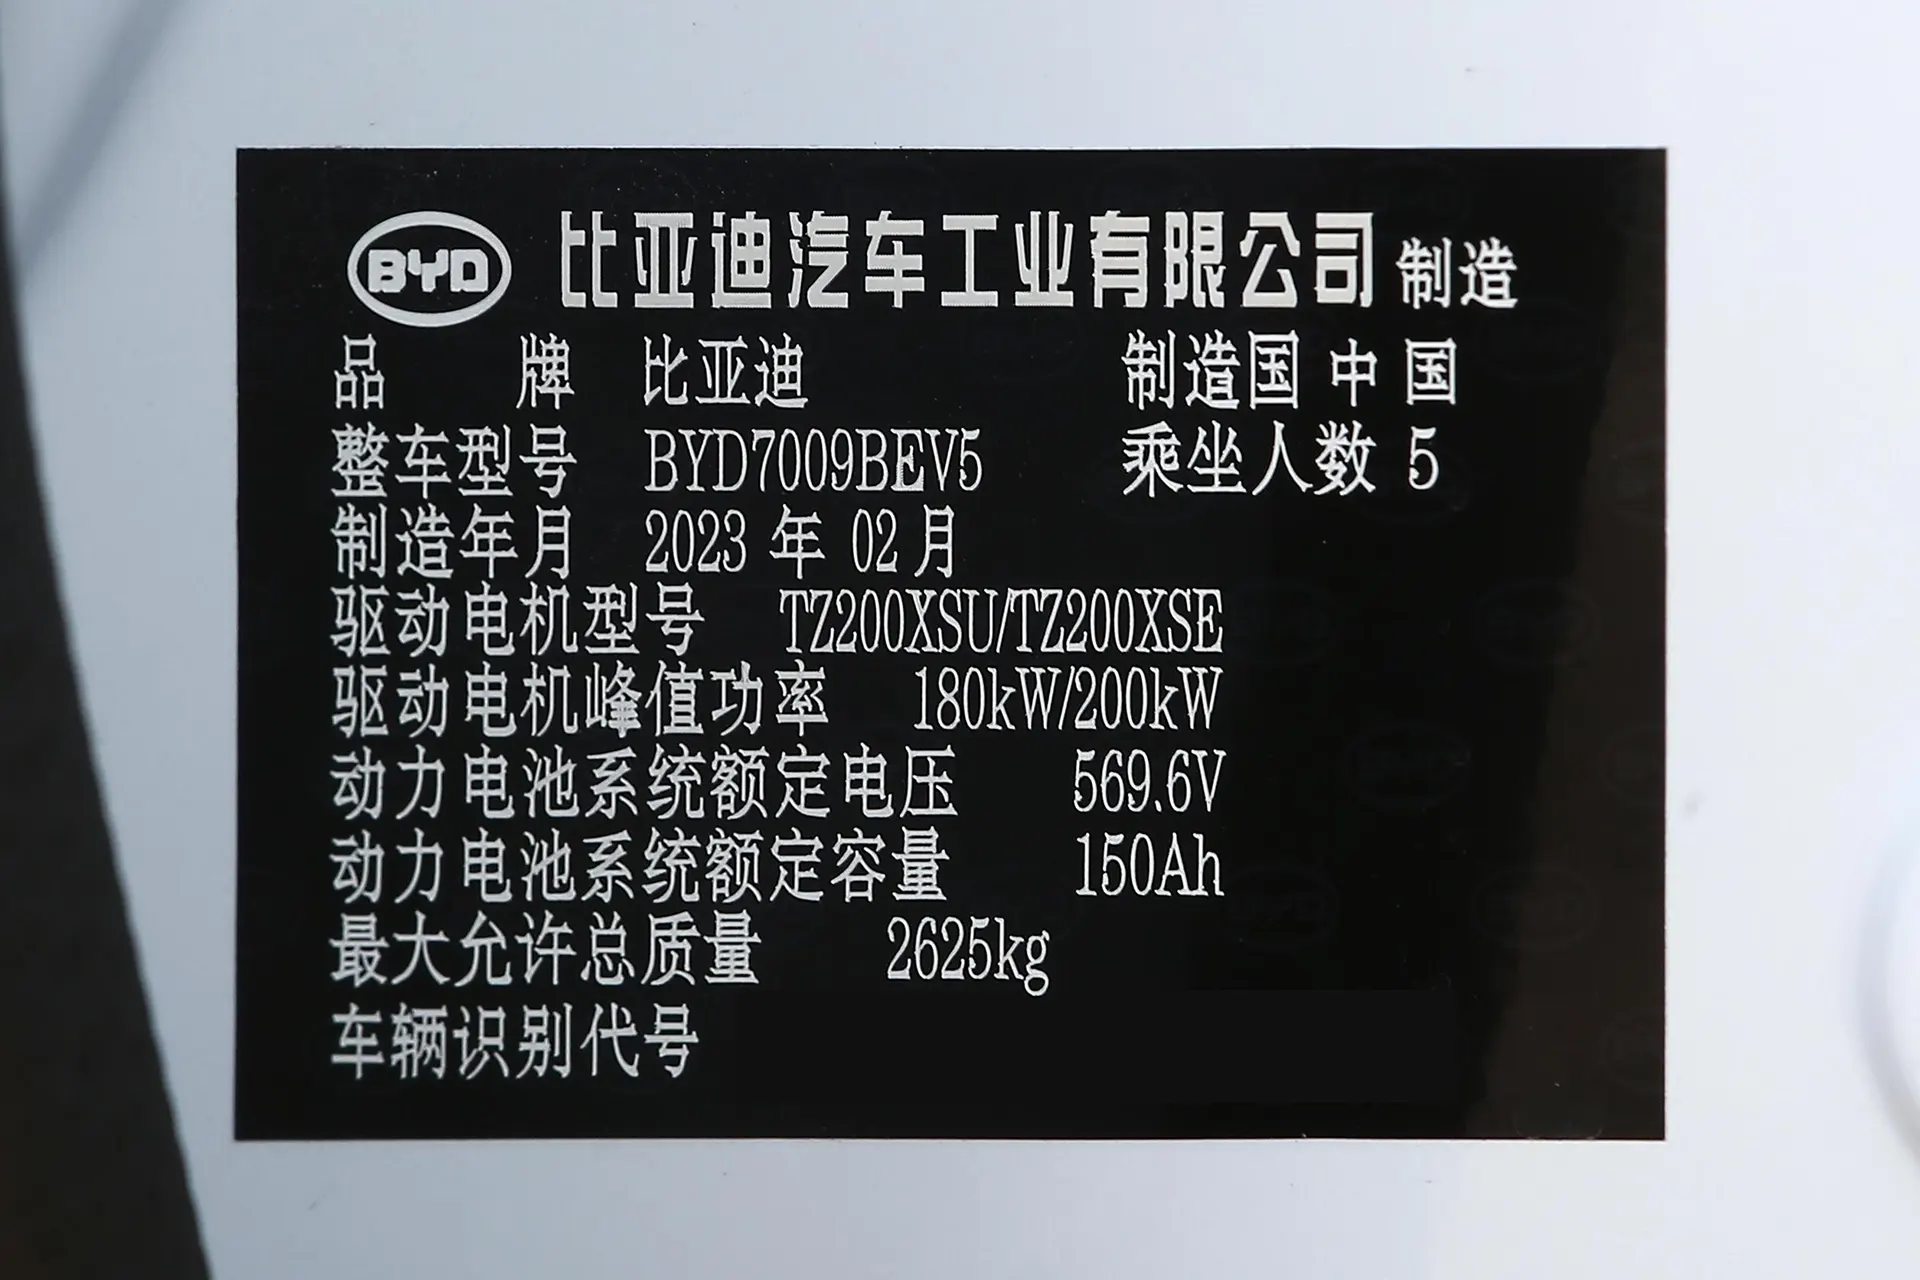 BYD 比亚迪汽车工业有限公司 制造
品 牌 比亚迪 制造国 中国
整车型号 BYD7009BEV5 乘坐人数 5
制造年月 2023 年 02 月
驱动电机型号 TZ200XSU/TZ200XSE
驱动电机峰值功率 180kW/200kW
动力电池系统额定电压 569.6V
动力电池系统额定容量 150Ah
最大允许总质量 2625kg
车辆识别代号